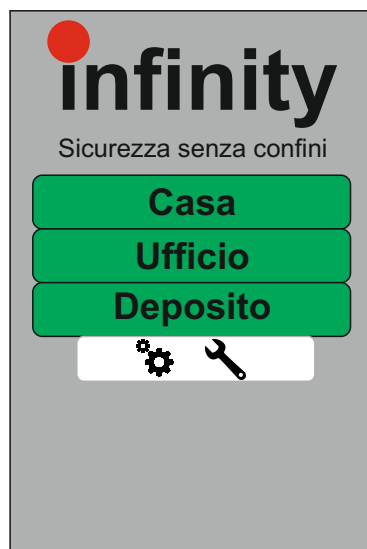 infinity
Sicurezza senza confini
Casa
Ufficio
Deposito